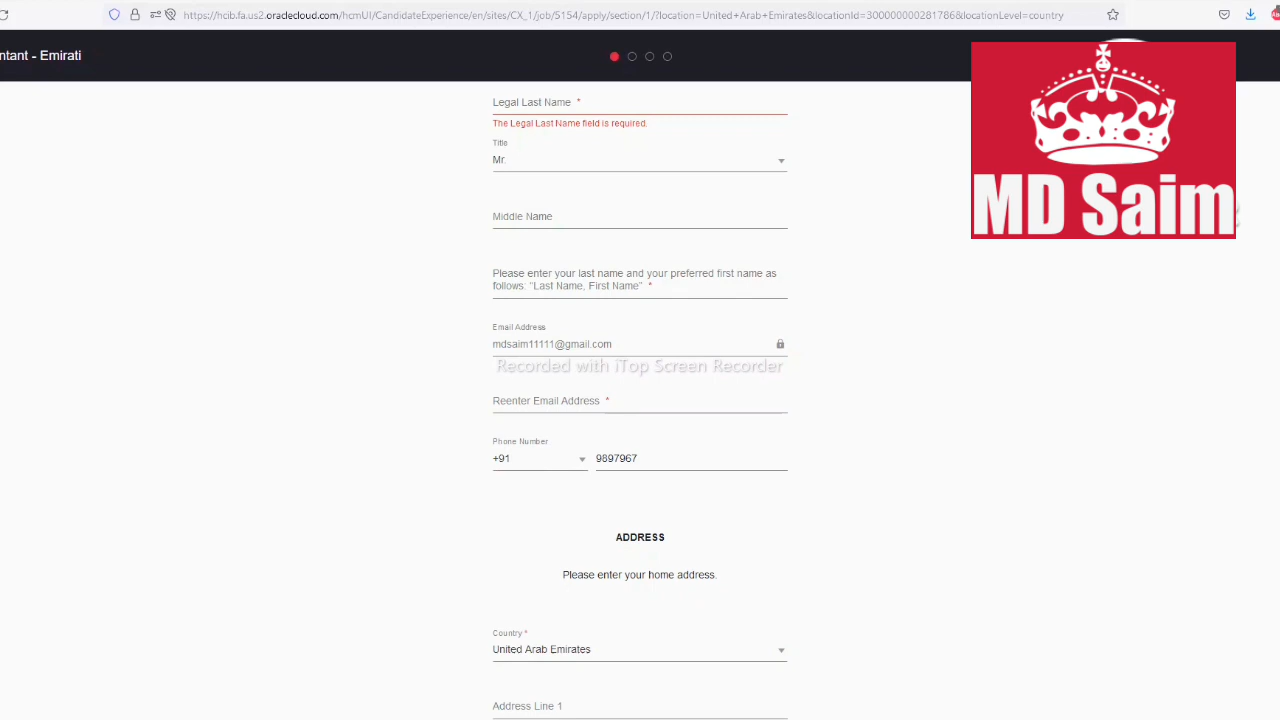 https://hcib.fa.us2.oraclecloud.com/hcmUI/CandidateExperience/en/sites/CX_1/job/5154/apply/section/1/?location=United+Arab+Emirates&locationId=300000000281786&locationLevel=country
ntant - Emirati
MD Saim
Legal Last Name *
The Legal Last Name field is required.
Title
Mr.
Middle Name
Please enter your last name and your preferred first name as
follows: "Last Name, First Name" *
Email Address
mdsaim11111@gmail.com
Recorded with iTop Screen Recorder
Reenter Email Address *
Phone Number
+91 9897967
ADDRESS
Please enter your home address.
Country *
United Arab Emirates
Address Line 1